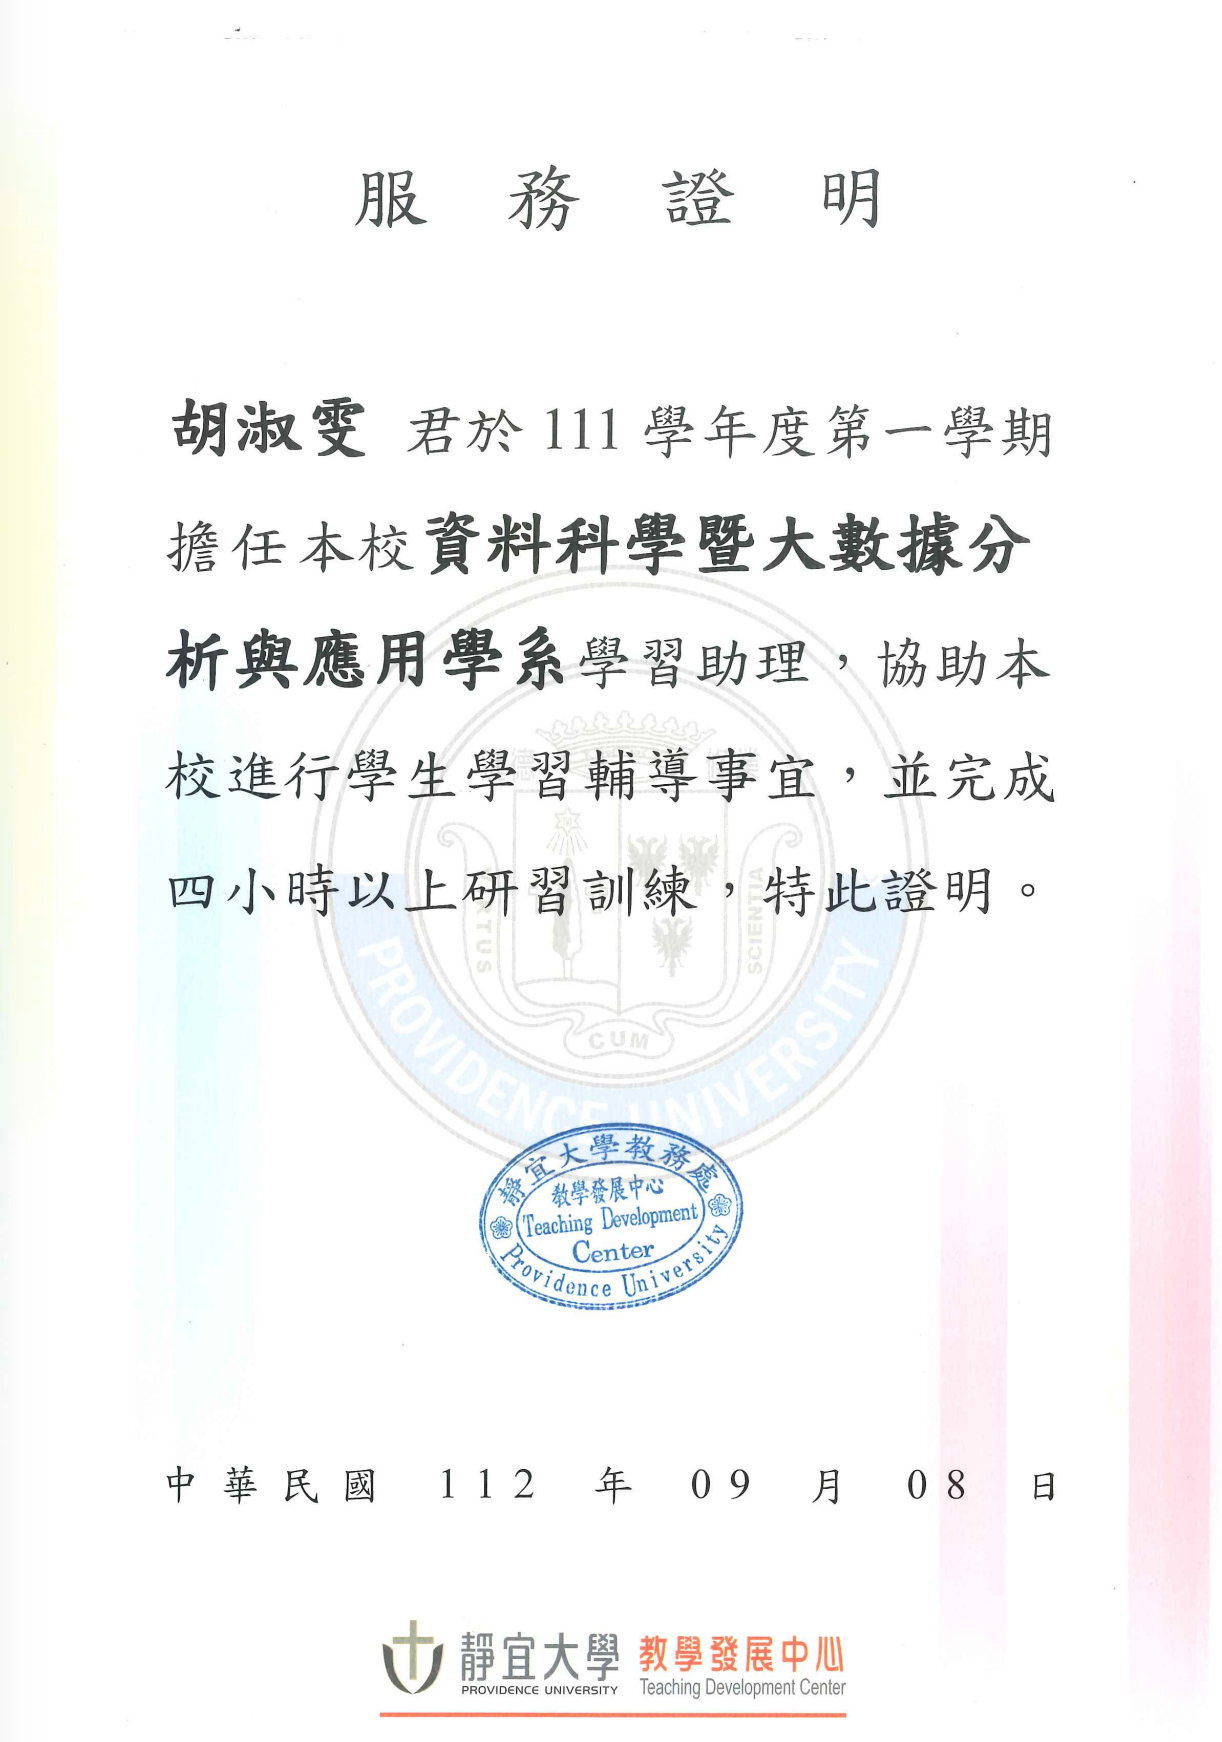 服務證明
胡淑雯 君於 111 學年度第一學期
擔任本校資料科學暨大數據分
析與應用學系學習助理，協助本
校進行學生學習輔導事宜，並完成
四小時以上研習訓練，特此證明。
VIRTUS
SCIENTIA
CUM
PROVIDENCE UNIVERSITY
靜宜大學教務處
教學發展中心
Teaching Development
Center
Providence University
中華民國 112 年 09 月 08 日
靜宜大學 教學發展中心
PROVIDENCE UNIVERSITY Teaching Development Center